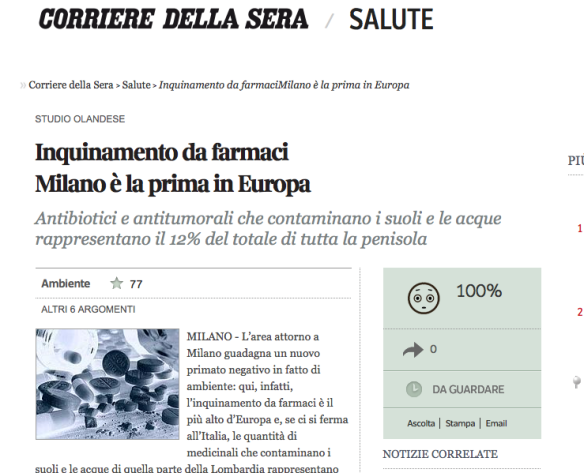 CORRIERE DELLA SERA / SALUTE
» Corriere della Sera > Salute > Inquinamento da farmaciMilano è la prima in Europa
STUDIO OLANDESE
Inquinamento da farmaci
Milano è la prima in Europa
Antibiotici e antitumorali che contaminano i suoli e le acque
rappresentano il 12% del totale di tutta la penisola
Ambiente 77
ALTRI 6 ARGOMENTI
MILANO - L'area attorno a
Milano guadagna un nuovo
primato negativo in fatto di
ambiente: qui, infatti,
l'inquinamento da farmaci è il
più alto d'Europa e, se ci si ferma
all'Italia, le quantità di
medicinali che contaminano i
suoli e le acque di quella parte della Lombardia rappresentano
100%
0
DA GUARDARE
Ascolta | Stampa | Email
NOTIZIE CORRELATE
PIÙ
1
2